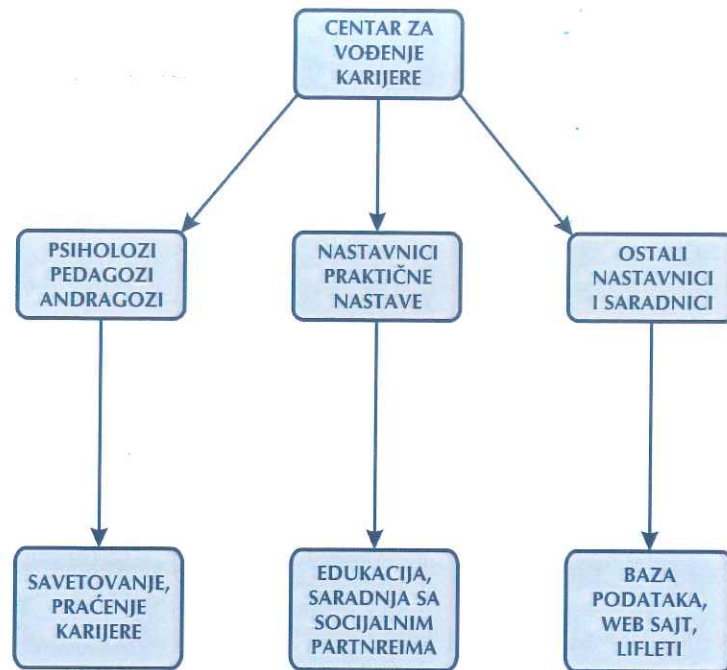 CENTAR ZA
VOĐENJE
KARIJERE
PSIHOLOZI
PEDAGOZI
ANDRAGOZI
NASTAVNICI
PRAKTIČNE
NASTAVE
OSTALI
NASTAVNICI
I SARADNICI
SAVETOVANJE,
PRAĆENJE
KARIJERE
EDUKACIJA,
SARADNJA SA
SOCIJALNIM
PARTNREIMA
BAZA
PODATAKA,
WEB SAJT,
LIFLETI